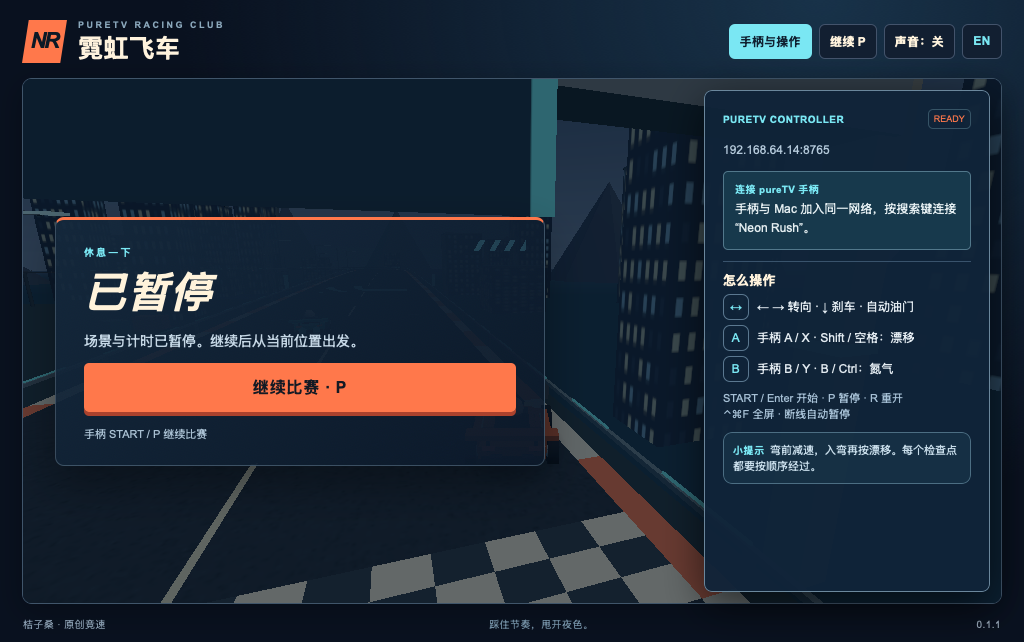 NR
PURETV RACING CLUB
霓虹飞车
手柄与操作
继续 P
声音：关
EN
PURETV CONTROLLER
READY
192.168.64.14:8765
连接 pureTV 手柄
手柄与 Mac 加入同一网络，按搜索键连接
“Neon Rush”。
怎么操作
↔ ← → 转向 · ↓ 刹车 · 自动油门
A 手柄 A / X · Shift / 空格：漂移
B 手柄 B / Y · B / Ctrl：氮气
START / Enter 开始 · P 暂停 · R 重开
^⌘F 全屏 · 断线自动暂停
小提示 弯前减速，入弯再按漂移。每个检查点
都要按顺序经过。
休息一下
已暂停
场景与计时已暂停。继续后从当前位置出发。
继续比赛 · P
手柄 START / P 继续比赛
桔子桑 · 原创竞速
踩住节奏，甩开夜色。
0.1.1